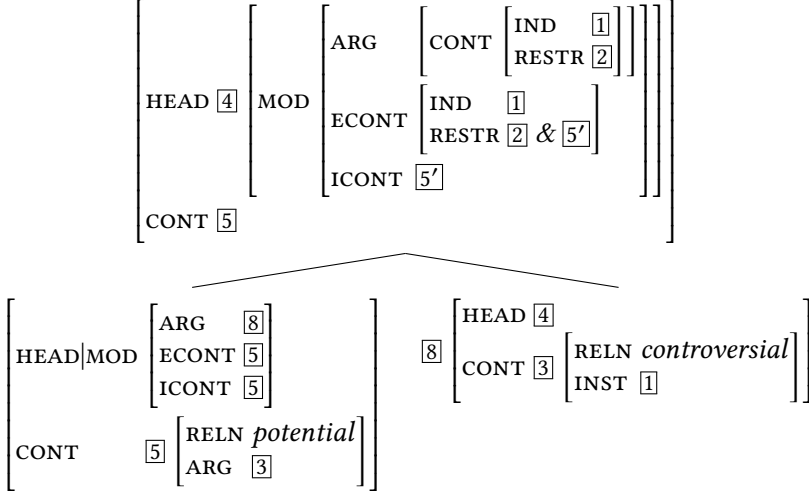 ARG [CONT [IND 1
RESTR 2]]
HEAD 4 [MOD
ECONT [IND 1
RESTR 2 & 5′]
ICONT 5′
CONT 5
HEAD|MOD [ARG 8
ECONT 5
ICONT 5]
CONT 5 [RELN potential
ARG 3]
8 [HEAD 4
CONT 3 [RELN controversial
INST 1]]